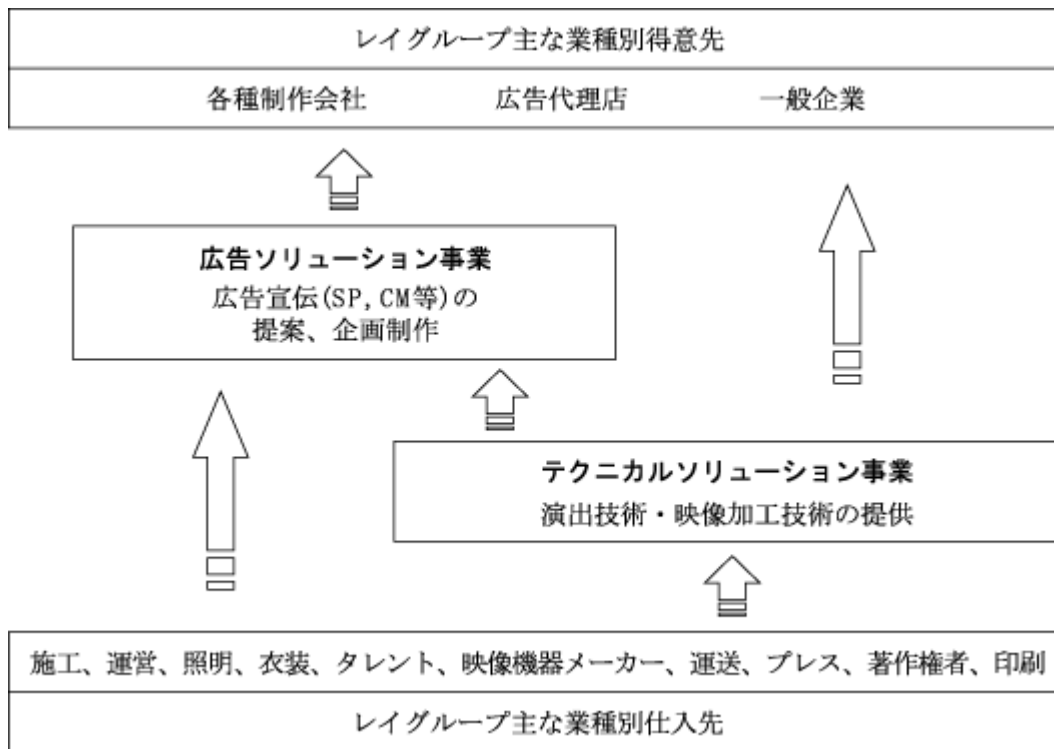 レイグループ主な業種別得意先
各種制作会社 広告代理店 一般企業
広告ソリューション事業
広告宣伝(SP,CM等)の
提案、企画制作
テクニカルソリューション事業
演出技術・映像加工技術の提供
施工、運営、照明、衣装、タレント、映像機器メーカー、運送、プレス、著作権者、印刷
レイグループ主な業種別仕入先